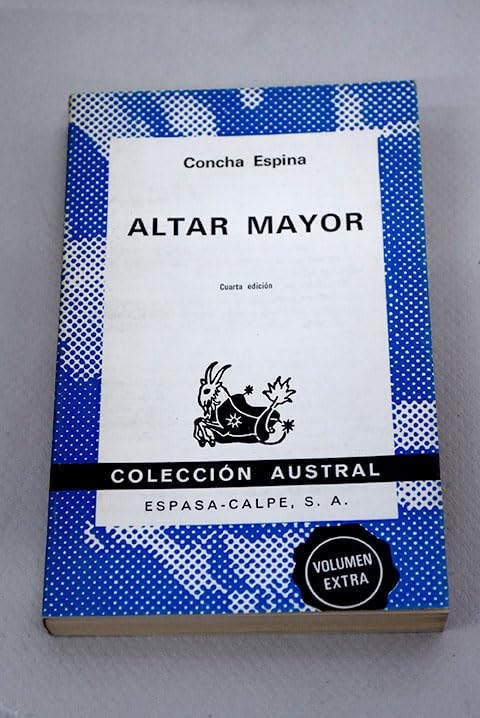 Concha Espina
ALTAR MAYOR
Cuarta edición
COLECCIÓN AUSTRAL
ESPASA-CALPE, S. A.
VOLUMEN
EXTRA